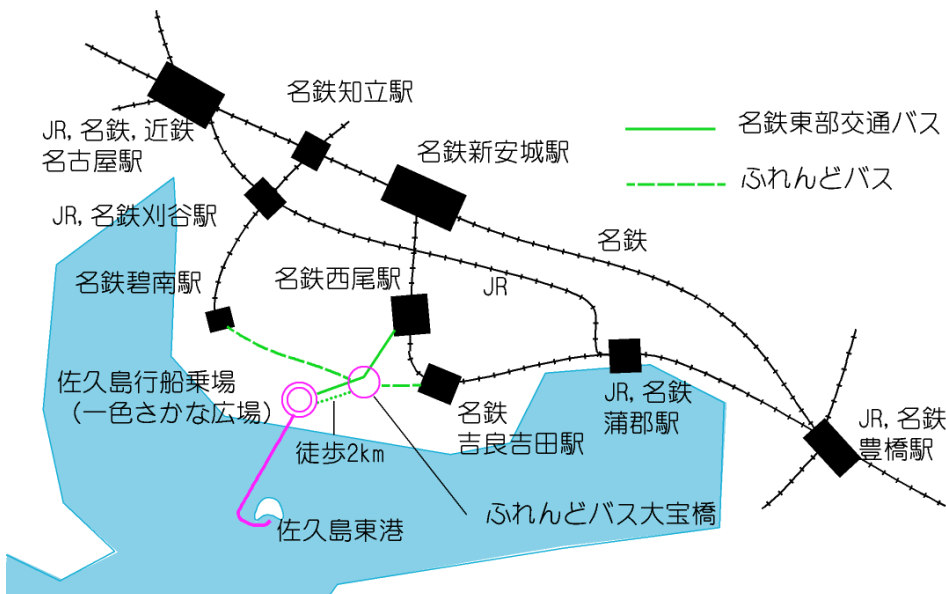 名鉄知立駅
JR, 名鉄, 近鉄
名古屋駅
名鉄新安城駅
名鉄東部交通バス
ふれんどバス
JR, 名鉄刈谷駅
名鉄
名鉄碧南駅
名鉄西尾駅
JR
佐久島行船乗場
（一色さかな広場）
徒歩2km
名鉄
吉良吉田駅
JR, 名鉄
蒲郡駅
JR, 名鉄
豊橋駅
ふれんどバス大宝橋
佐久島東港